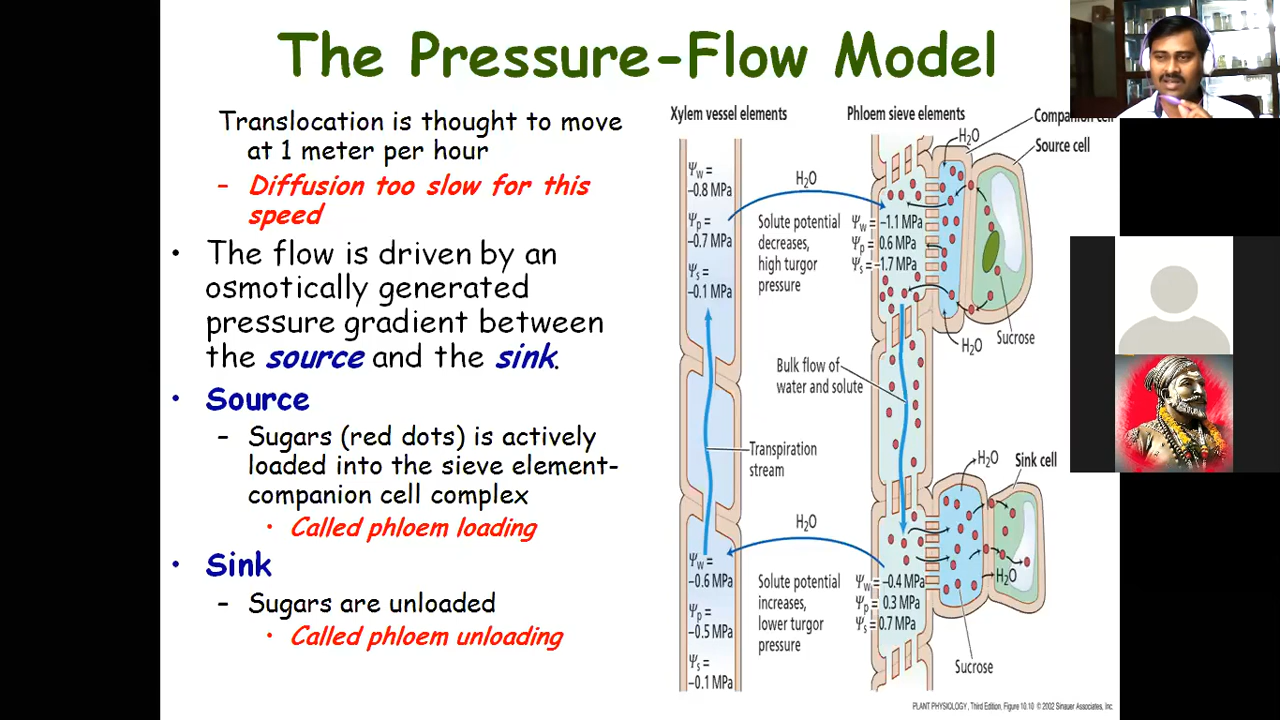 The Pressure-Flow Model
Translocation is thought to move
at 1 meter per hour
– Diffusion too slow for this
speed
• The flow is driven by an
osmotically generated
pressure gradient between
the source and the sink.
• Source
– Sugars (red dots) is actively
loaded into the sieve element-
companion cell complex
• Called phloem loading
• Sink
– Sugars are unloaded
• Called phloem unloading
Xylem vessel elements
Phloem sieve elements
Companion
Source cell
H₂O
H₂O
Ψw =
–0.8 MPa
Ψp =
–0.7 MPa
Ψs =
–0.1 MPa
Solute potential
decreases,
high turgor
pressure
Ψw = –1.1 MPa
Ψp = 0.6 MPa
Ψs = –1.7 MPa
H₂O
Sucrose
Bulk flow of
water and solute
Transpiration
stream
H₂O
Sink cell
H₂O
Ψw =
–0.6 MPa
Ψp =
–0.5 MPa
Ψs =
–0.1 MPa
Solute potential
increases,
lower turgor
pressure
Ψw = –0.4 MPa
Ψp = 0.3 MPa
Ψs = 0.7 MPa
H₂O
Sucrose
PLANT PHYSIOLOGY, Third Edition, Figure 10.10 © 2002 Sinauer Associates, Inc.